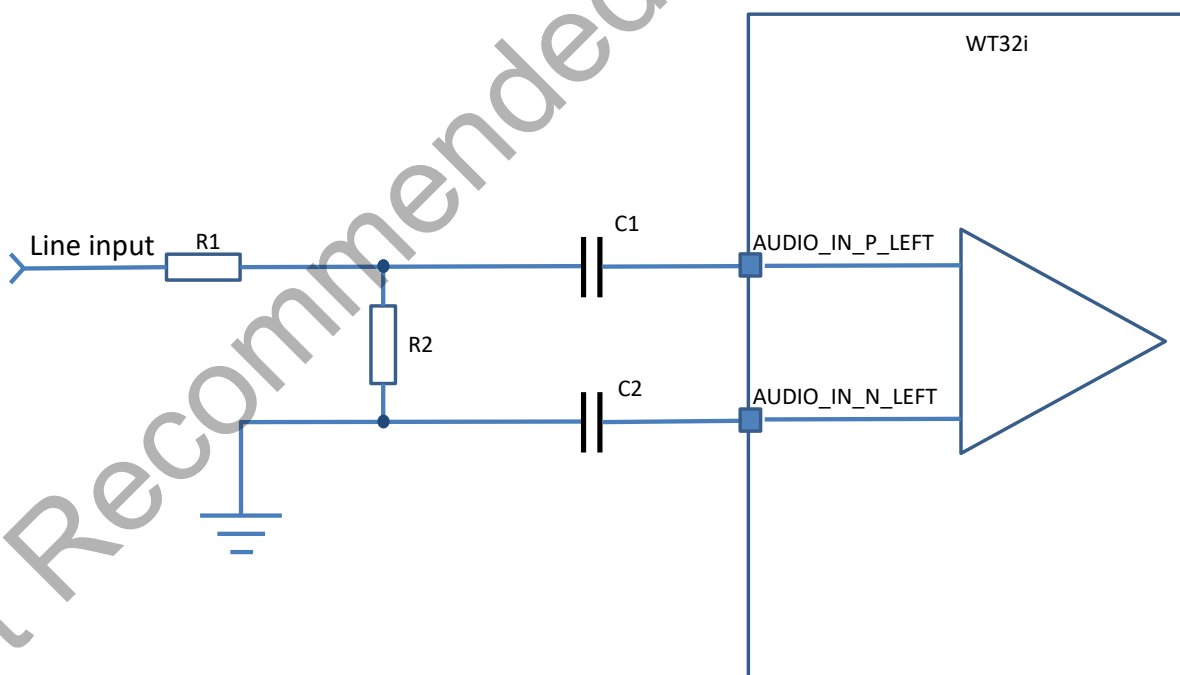 WT32i
Line input
R1
C1
AUDIO_IN_P_LEFT
R2
C2
AUDIO_IN_N_LEFT
Recommended